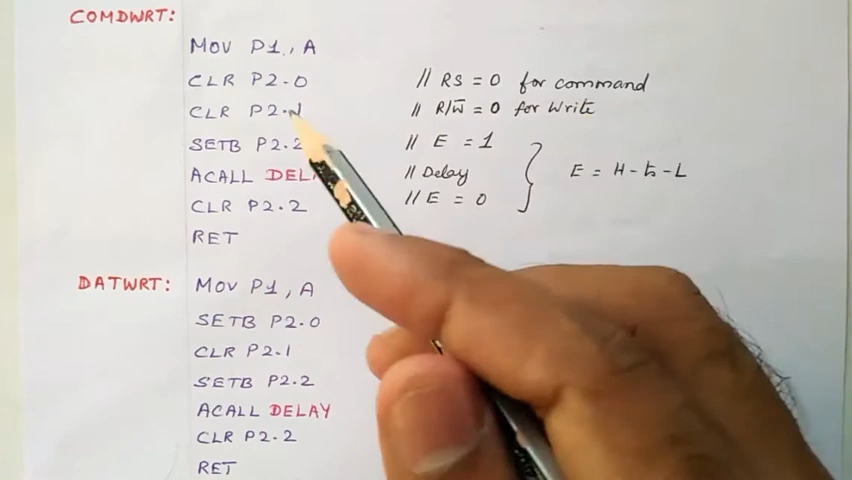 COMDWRT:
MOV P1, A
CLR P2-0 // RS = 0 for command
CLR P2.1 // R/W̅ = 0 for Write
SETB P2.2 // E = 1
ACALL // Delay E = H-to-L
CLR P2.2 // E = 0
RET
DATWRT: MOV P1, A
SETB P2.0
CLR P2.1
SETB P2.2
ACALL DELAY
CLR P2.2
RET